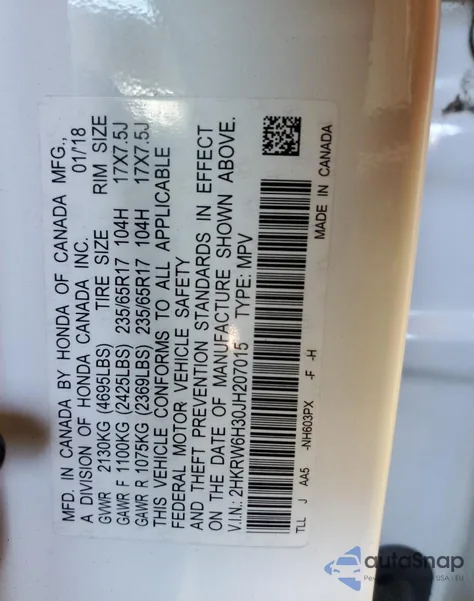 MFD. IN CANADA BY HONDA OF CANADA MFG.,
A DIVISION OF HONDA CANADA INC. 01/18
GVWR 2130KG (4695LBS) TIRE SIZE RIM SIZE
GAWR F 1100KG (2425LBS) 235/65R17 104H 17X7.5J
GAWR R 1075KG (2369LBS) 235/65R17 104H 17X7.5J
THIS VEHICLE CONFORMS TO ALL APPLICABLE
FEDERAL MOTOR VEHICLE SAFETY
AND THEFT PREVENTION STANDARDS IN EFFECT
ON THE DATE OF MANUFACTURE SHOWN ABOVE.
V.I.N.: 2HKRW6H30JH207015 TYPE: MPV
TLL J AA5 -NH603PX -F -H MADE IN CANADA
autoSnap
USA - EU